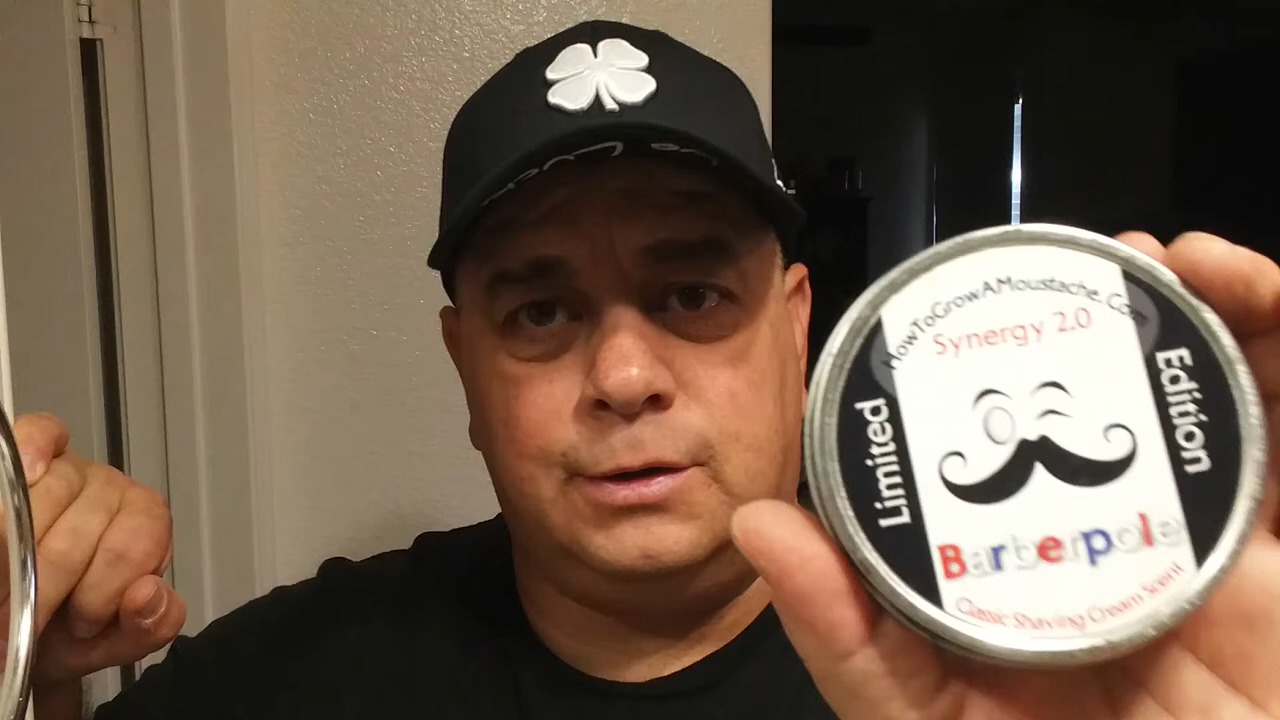 HowToGrowAMoustache.Com
Synergy 2.0
Limited
Edition
Barberpole
Classic Shaving Cream Scent